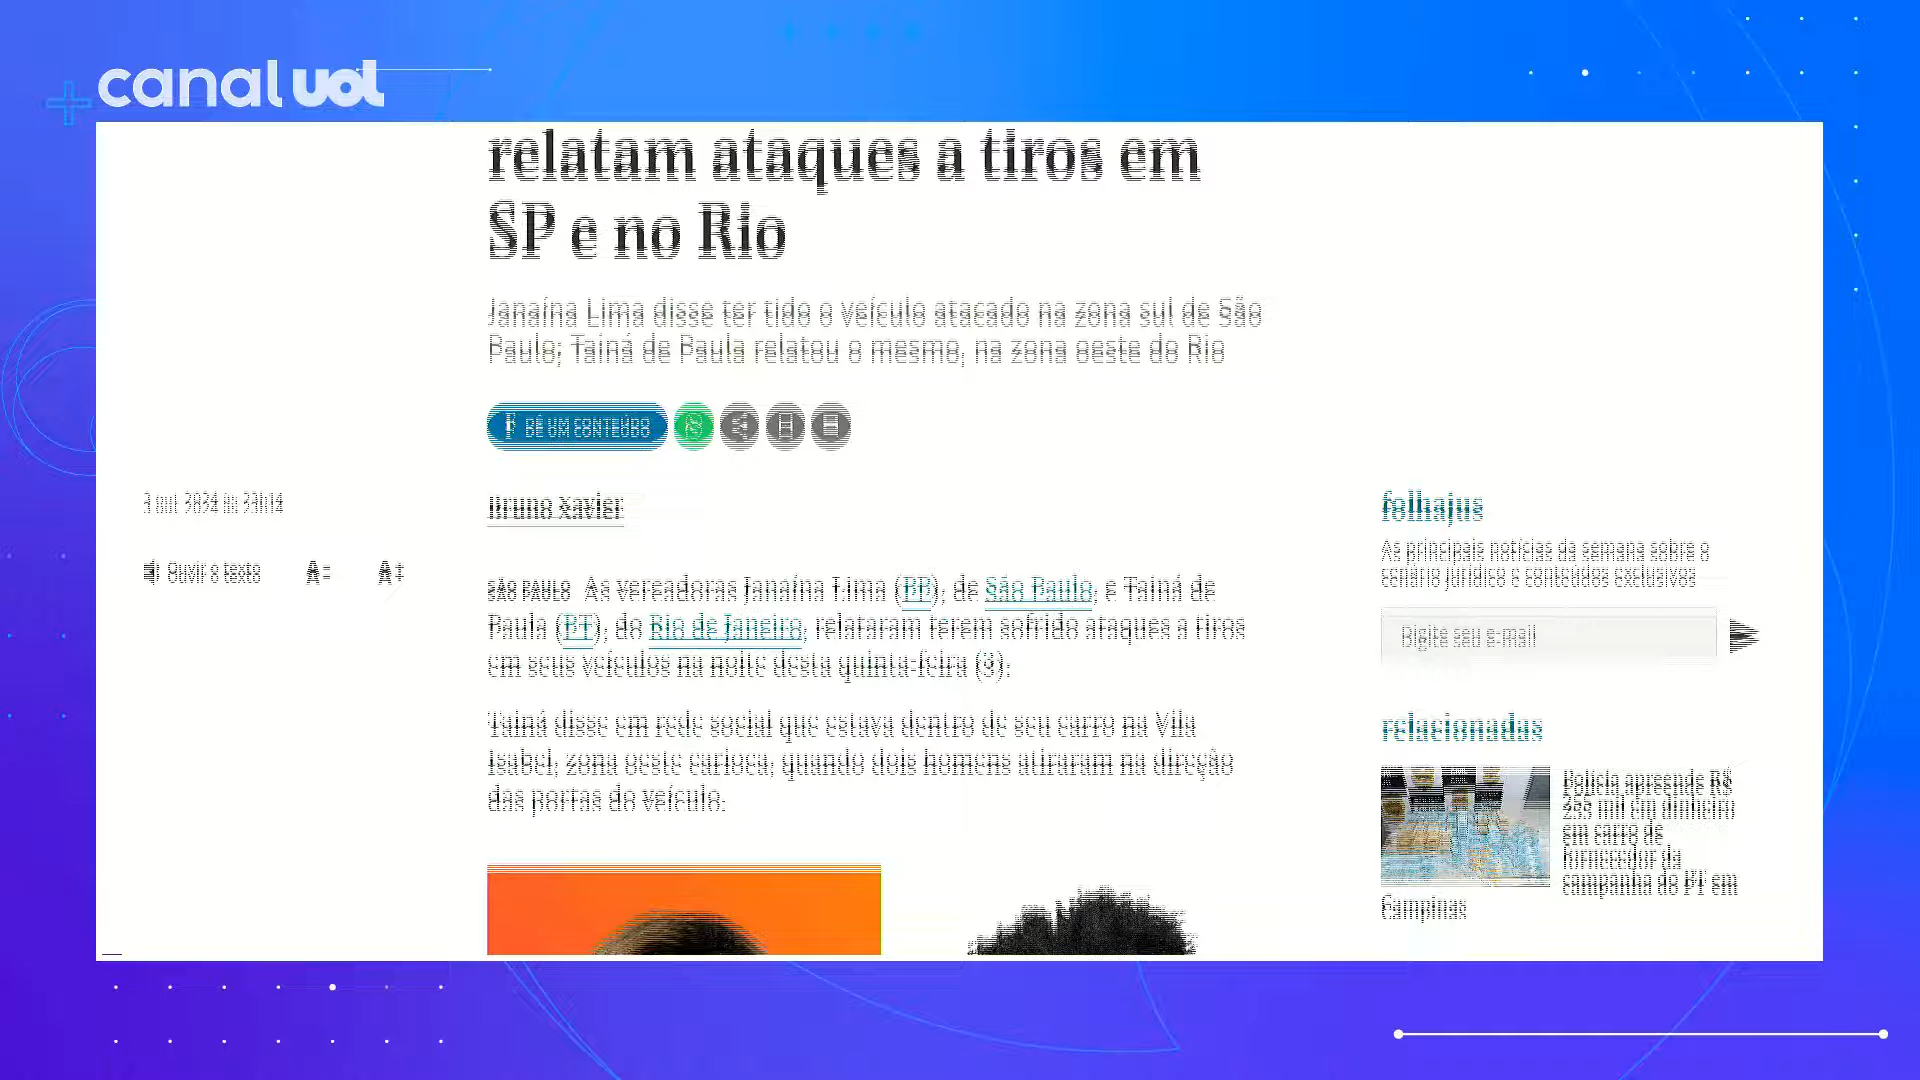 canal uol
relatam ataques a tiros em
SP e no Rio
Janaína Lima disse ter tido o veículo atacado na zona sul de São
Paulo; Tainá de Paula relatou o mesmo, na zona oeste do Rio
DÊ UM CONTEÚDO
3.out.2024 às 23h14
Ouvir o texto
A-
A+
Bruno Xavier
SÃO PAULO As vereadoras Janaína Lima (PP), de São Paulo, e Tainá de
Paula (PT), do Rio de Janeiro, relataram terem sofrido ataques a tiros
em seus veículos na noite desta quinta-feira (3).
Tainá disse em rede social que estava dentro de seu carro na Vila
Isabel, zona oeste carioca, quando dois homens atiraram na direção
das portas do veículo.
folhajus
As principais notícias da semana sobre o
cenário jurídico e conteúdos exclusivos
Digite seu e-mail
relacionadas
Polícia apreende R$
mil em dinheiro
em carro de
fornecedor da
campanha do PT em
Campinas